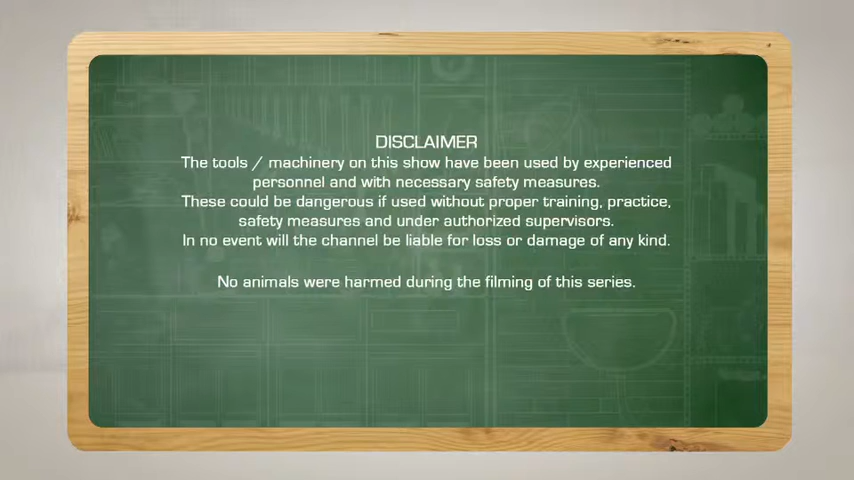 DISCLAIMER
The tools / machinery on this show have been used by experienced
personnel and with necessary safety measures.
These could be dangerous if used without proper training, practice,
safety measures and under authorized supervisors.
In no event will the channel be liable for loss or damage of any kind.
No animals were harmed during the filming of this series.